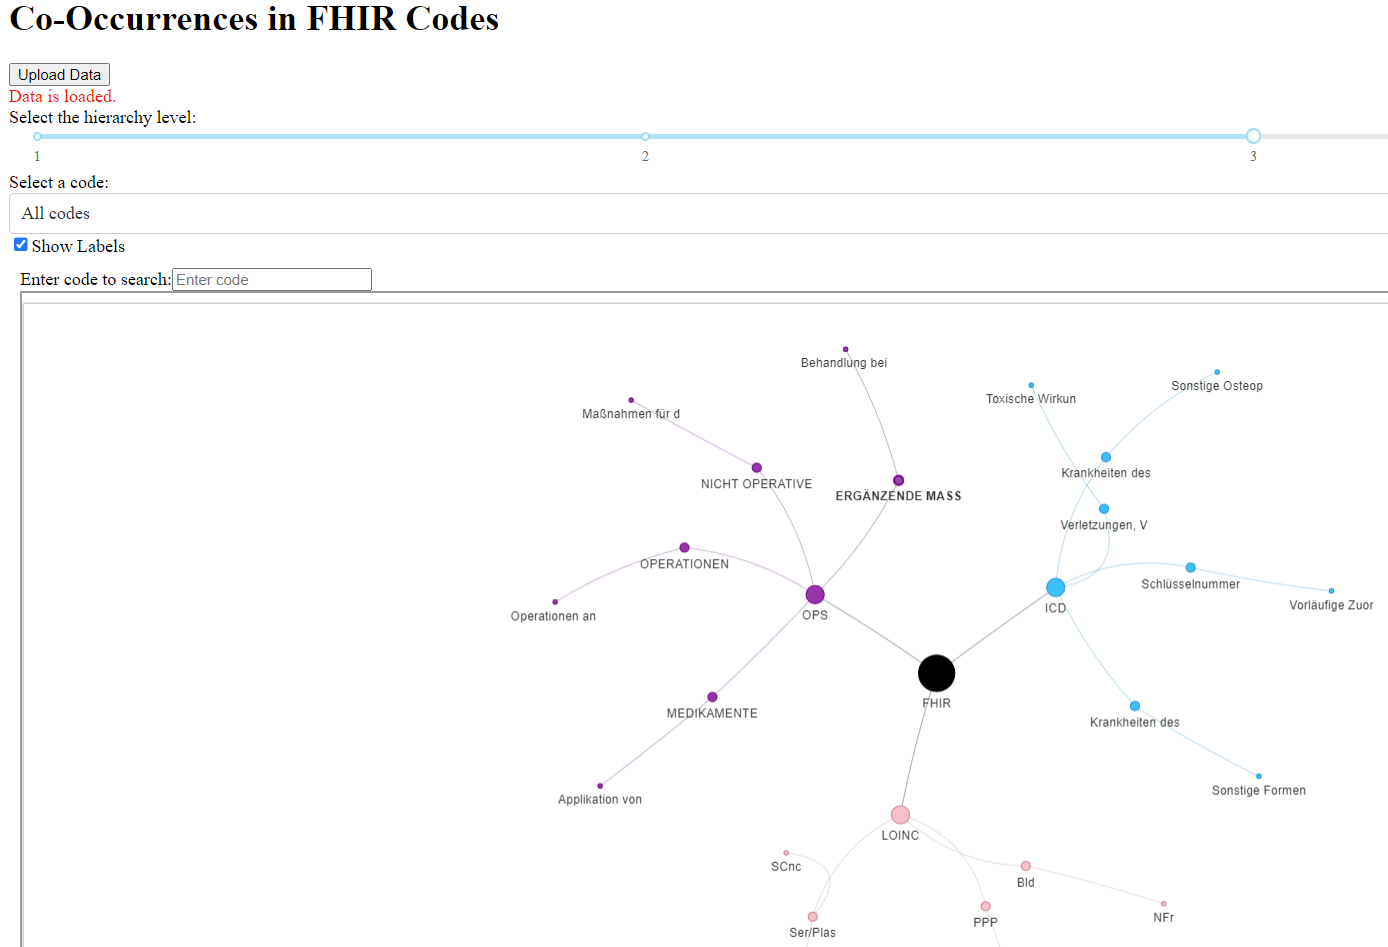 Co-Occurrences in FHIR Codes
Upload Data
Data is loaded.
Select the hierarchy level:
1 2 3
Select a code:
All codes
Show Labels
Enter code to search: Enter code
Behandlung bei
Sonstige Osteop
Toxische Wirkun
Maßnahmen für d
Krankheiten des
NICHT OPERATIVE
ERGÄNZENDE MASS
Verletzungen, V
OPERATIONEN
Schlüsselnummer
Vorläufige Zuor
ICD
Operationen an
OPS
FHIR
MEDIKAMENTE
Krankheiten des
Sonstige Formen
Applikation von
LOINC
SCnc
Bld
NFr
PPP
Ser/Plas